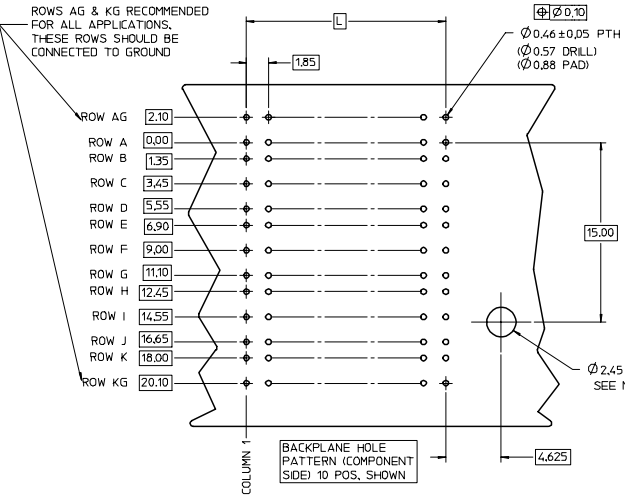 ROWS AG & KG RECOMMENDED
FOR ALL APPLICATIONS.
THESE ROWS SHOULD BE
CONNECTED TO GROUND
L
⌖ Ø 0.10
Ø 0.46 ±0.05 PTH
(Ø 0.57 DRILL)
(Ø 0.88 PAD)
1.85
ROW AG 2.10
ROW A 0.00
ROW B 1.35
ROW C 3.45
ROW D 5.55
ROW E 6.90
ROW F 9.00
ROW G 11.10
ROW H 12.45
ROW I 14.55
ROW J 16.65
ROW K 18.00
ROW KG 20.10
15.00
Ø 2.45
SEE
COLUMN 1
BACKPLANE HOLE
PATTERN (COMPONENT
SIDE) 10 POS. SHOWN
4.625